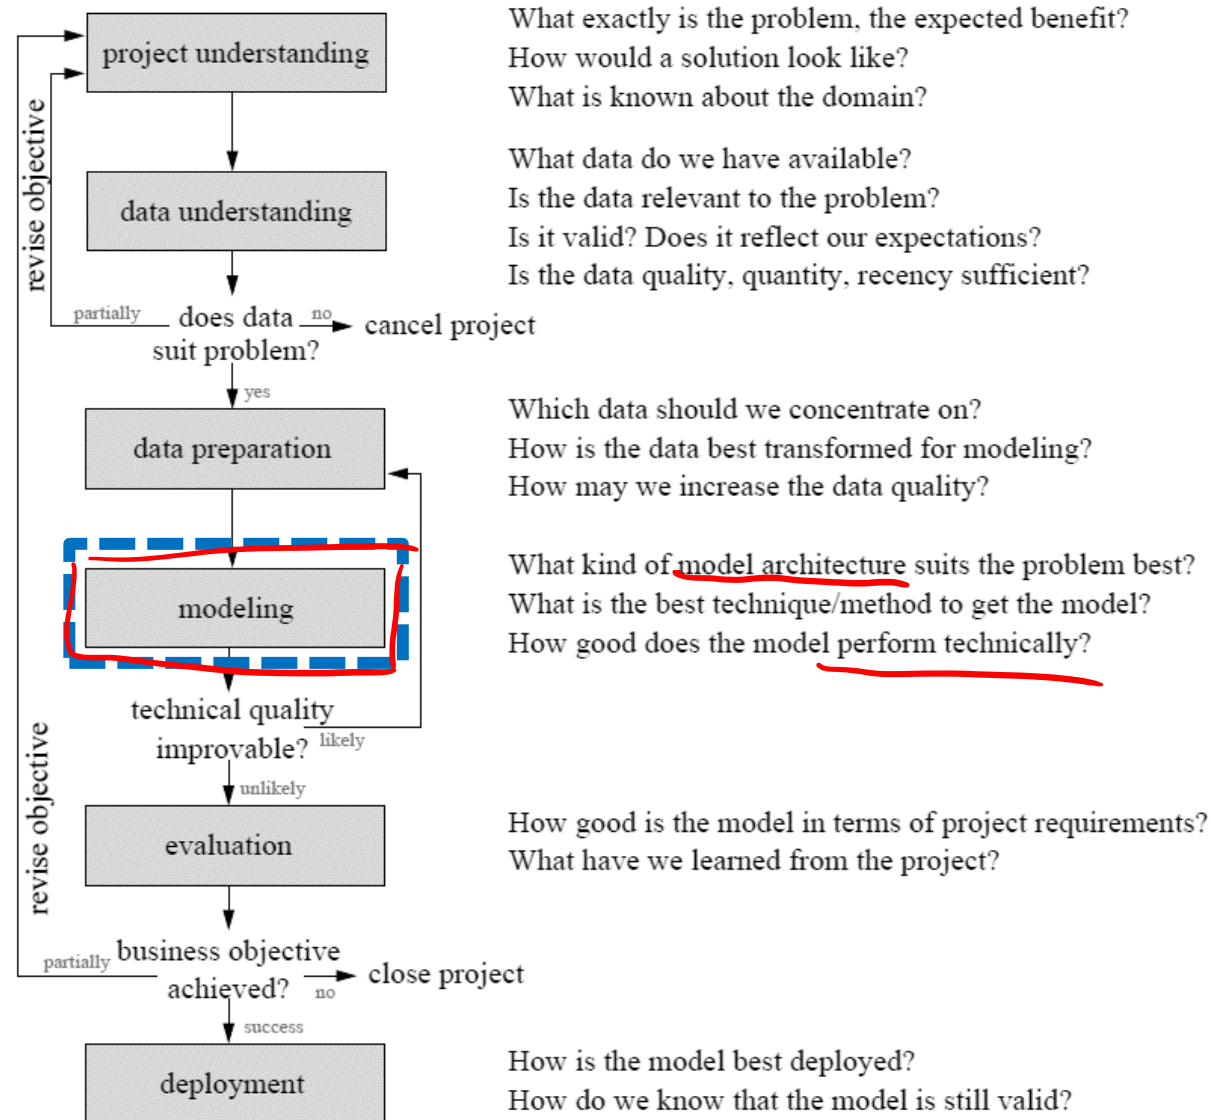 project understanding
What exactly is the problem, the expected benefit?
How would a solution look like?
What is known about the domain?
revise objective
data understanding
What data do we have available?
Is the data relevant to the problem?
Is it valid? Does it reflect our expectations?
Is the data quality, quantity, recency sufficient?
partially
does data
suit problem?
no
cancel project
yes
data preparation
Which data should we concentrate on?
How is the data best transformed for modeling?
How may we increase the data quality?
modeling
What kind of model architecture suits the problem best?
What is the best technique/method to get the model?
How good does the model perform technically?
technical quality
improvable?
likely
unlikely
revise objective
evaluation
How good is the model in terms of project requirements?
What have we learned from the project?
partially
business objective
achieved?
no
close project
success
deployment
How is the model best deployed?
How do we know that the model is still valid?